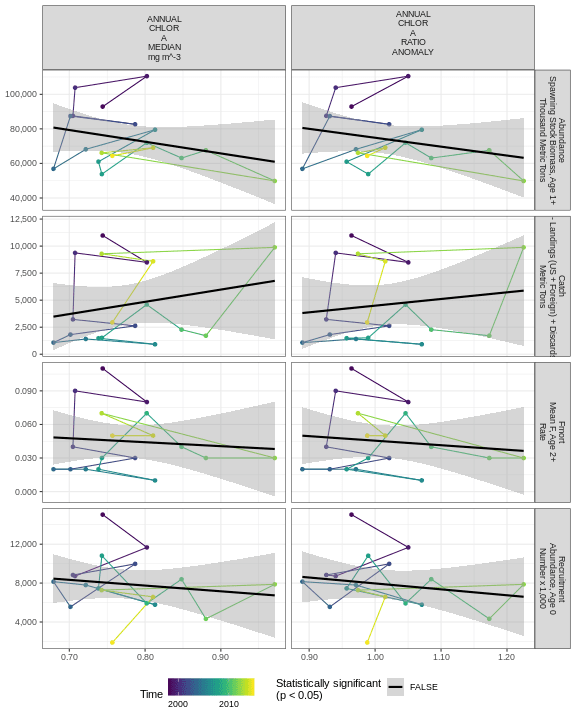 ANNUAL
CHLOR
A
MEDIAN
mg m^-3
ANNUAL
CHLOR
A
RATIO
ANOMALY
100,000
80,000
60,000
40,000
Abundance
Spawning Stock Biomass, Age 1+
Thousand Metric Tons
12,500
10,000
7,500
5,000
2,500
0
Catch
- Landings (US + Foreign) + Discards
Metric Tons
0.090
0.060
0.030
0.000
Fmort
Mean F, Age 2+
Rate
12,000
8,000
4,000
Recruitment
Abundance, Age 0
Number x 1,000
0.70 0.80 0.90
0.90 1.00 1.10 1.20
Time
2000 2010
Statistically significant
(p < 0.05)
FALSE